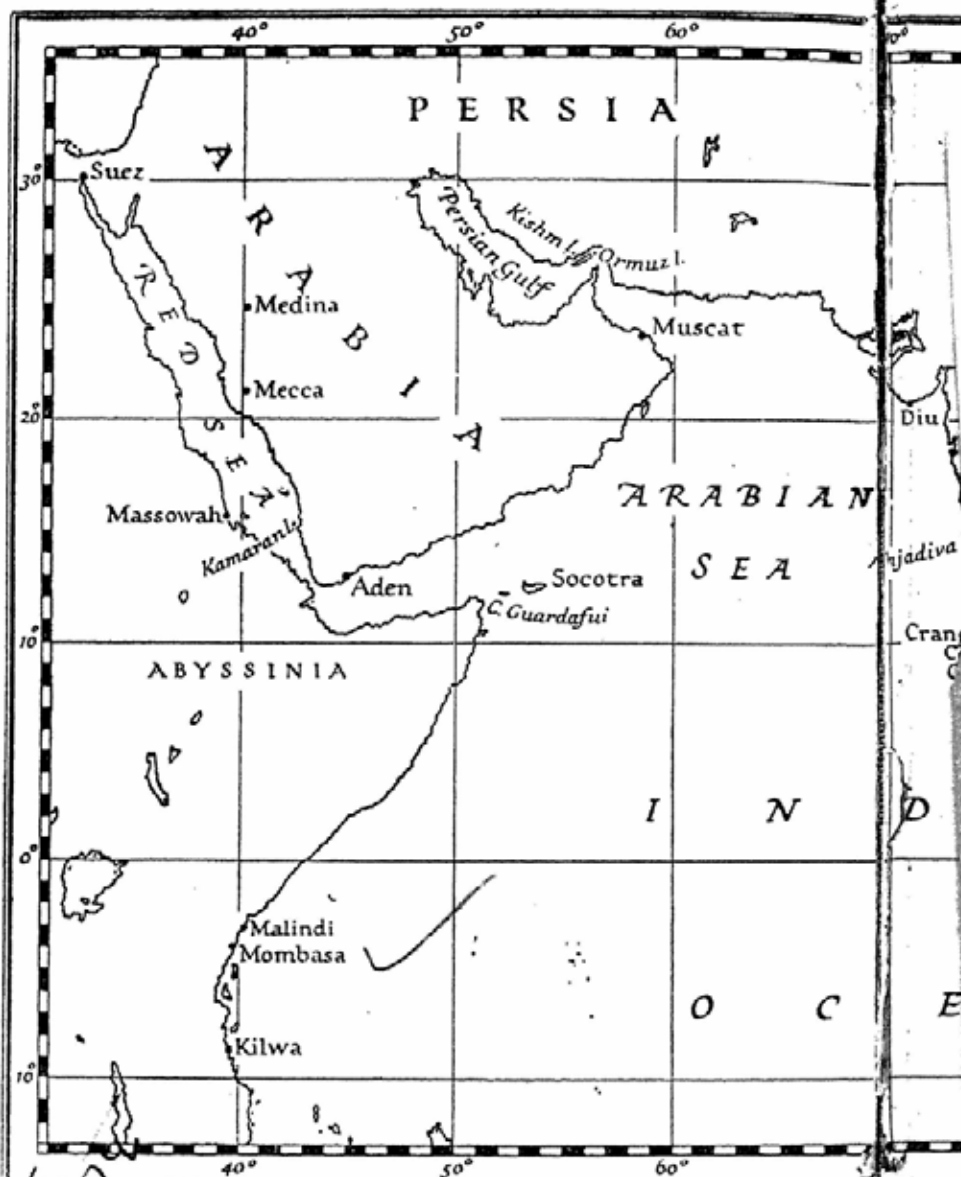 40° 50° 60°
PERSIA
ARABIA
Suez
30° 
Persian Gulf
Kishm I.
Ormuz I.
RED SEA
Medina
Muscat
Mecca
20°
Diu
ARABIAN
SEA
Massowah
Kamaran I.
Aden
Socotra
C. Guardafui
10°
ABYSSINIA
I N D
0°
Malindi
Mombasa
O C E
Kilwa
10°
40° 50° 60°